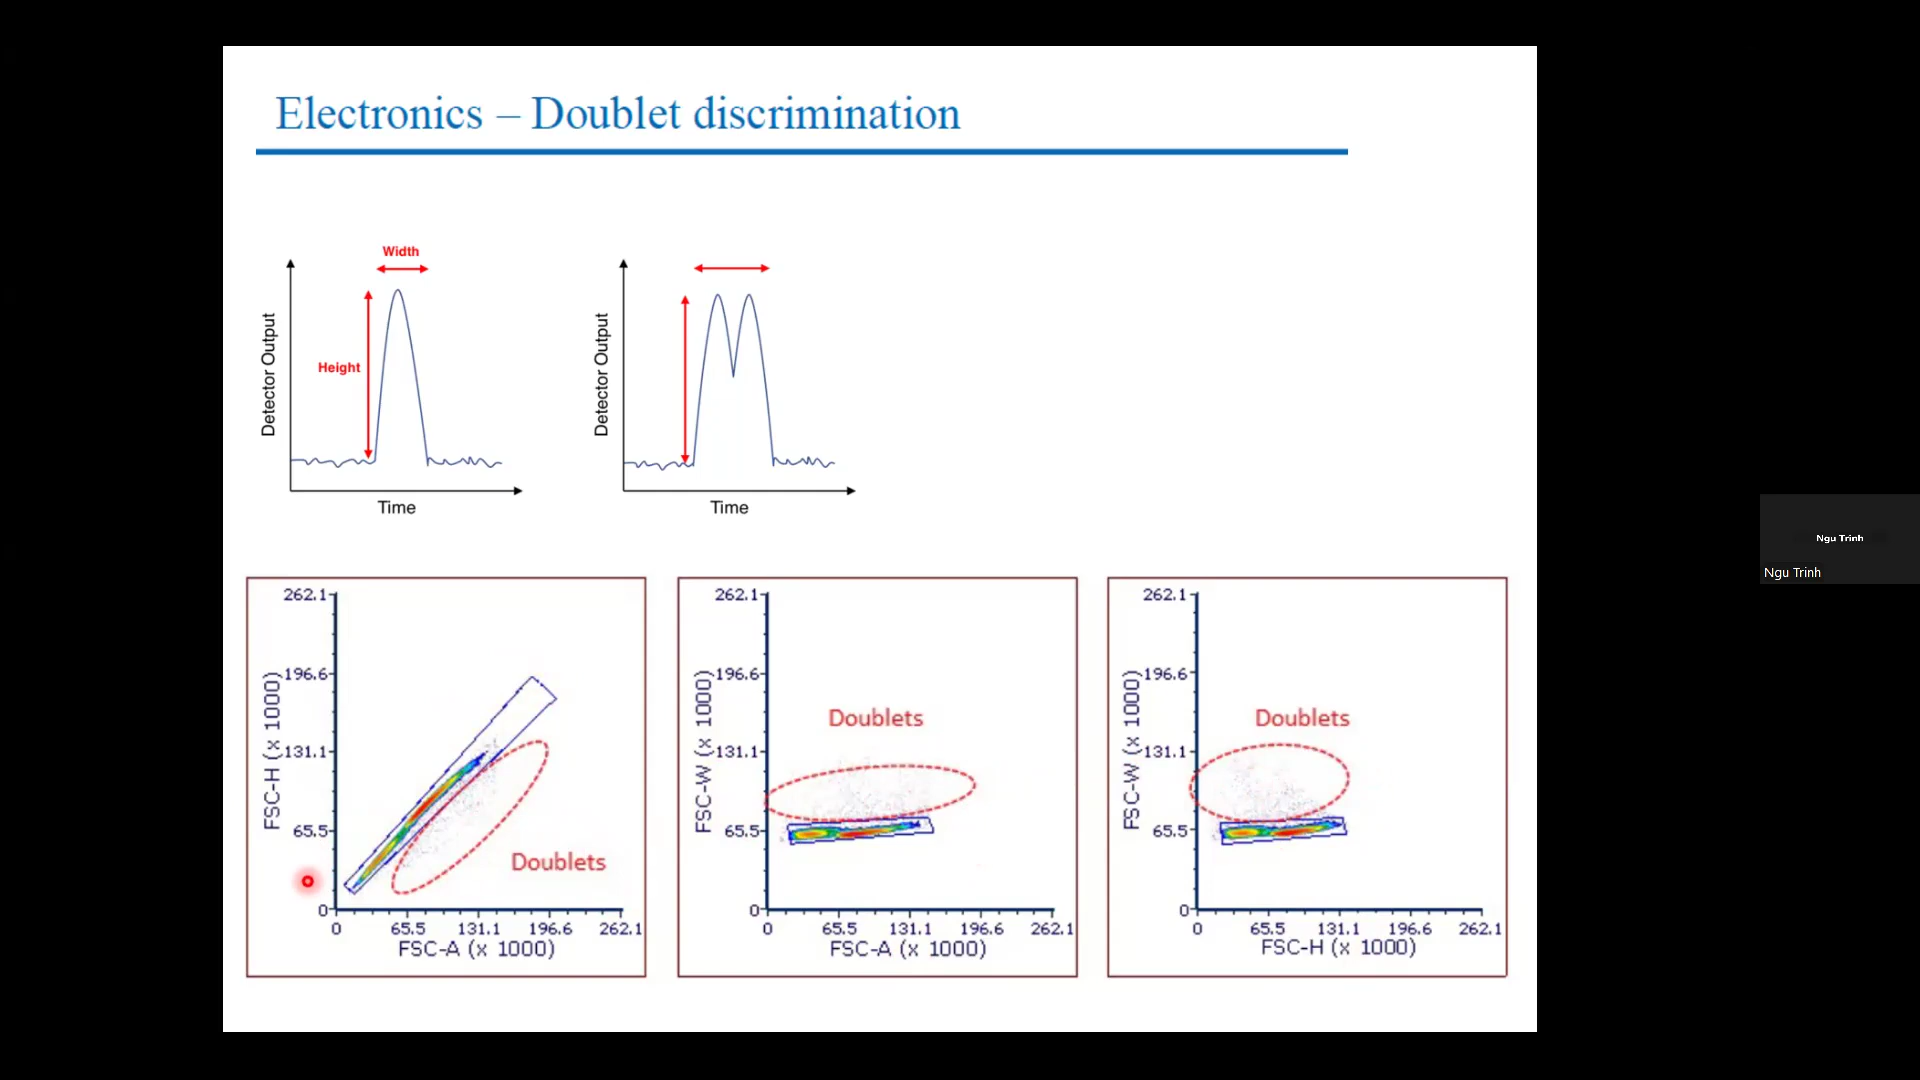 Electronics – Doublet discrimination
Width
Height
Detector Output
Time
Detector Output
Time
262.1
196.6
131.1
65.5
0
FSC-H (x 1000)
Doublets
0 65.5 131.1 196.6 262.1
FSC-A (x 1000)
262.1
196.6
131.1
65.5
0
FSC-W (x 1000)
Doublets
0 65.5 131.1 196.6 262.1
FSC-A (x 1000)
262.1
196.6
131.1
65.5
0
FSC-W (x 1000)
Doublets
0 65.5 131.1 196.6 262.1
FSC-H (x 1000)
Ngu Trinh
Ngu Trinh